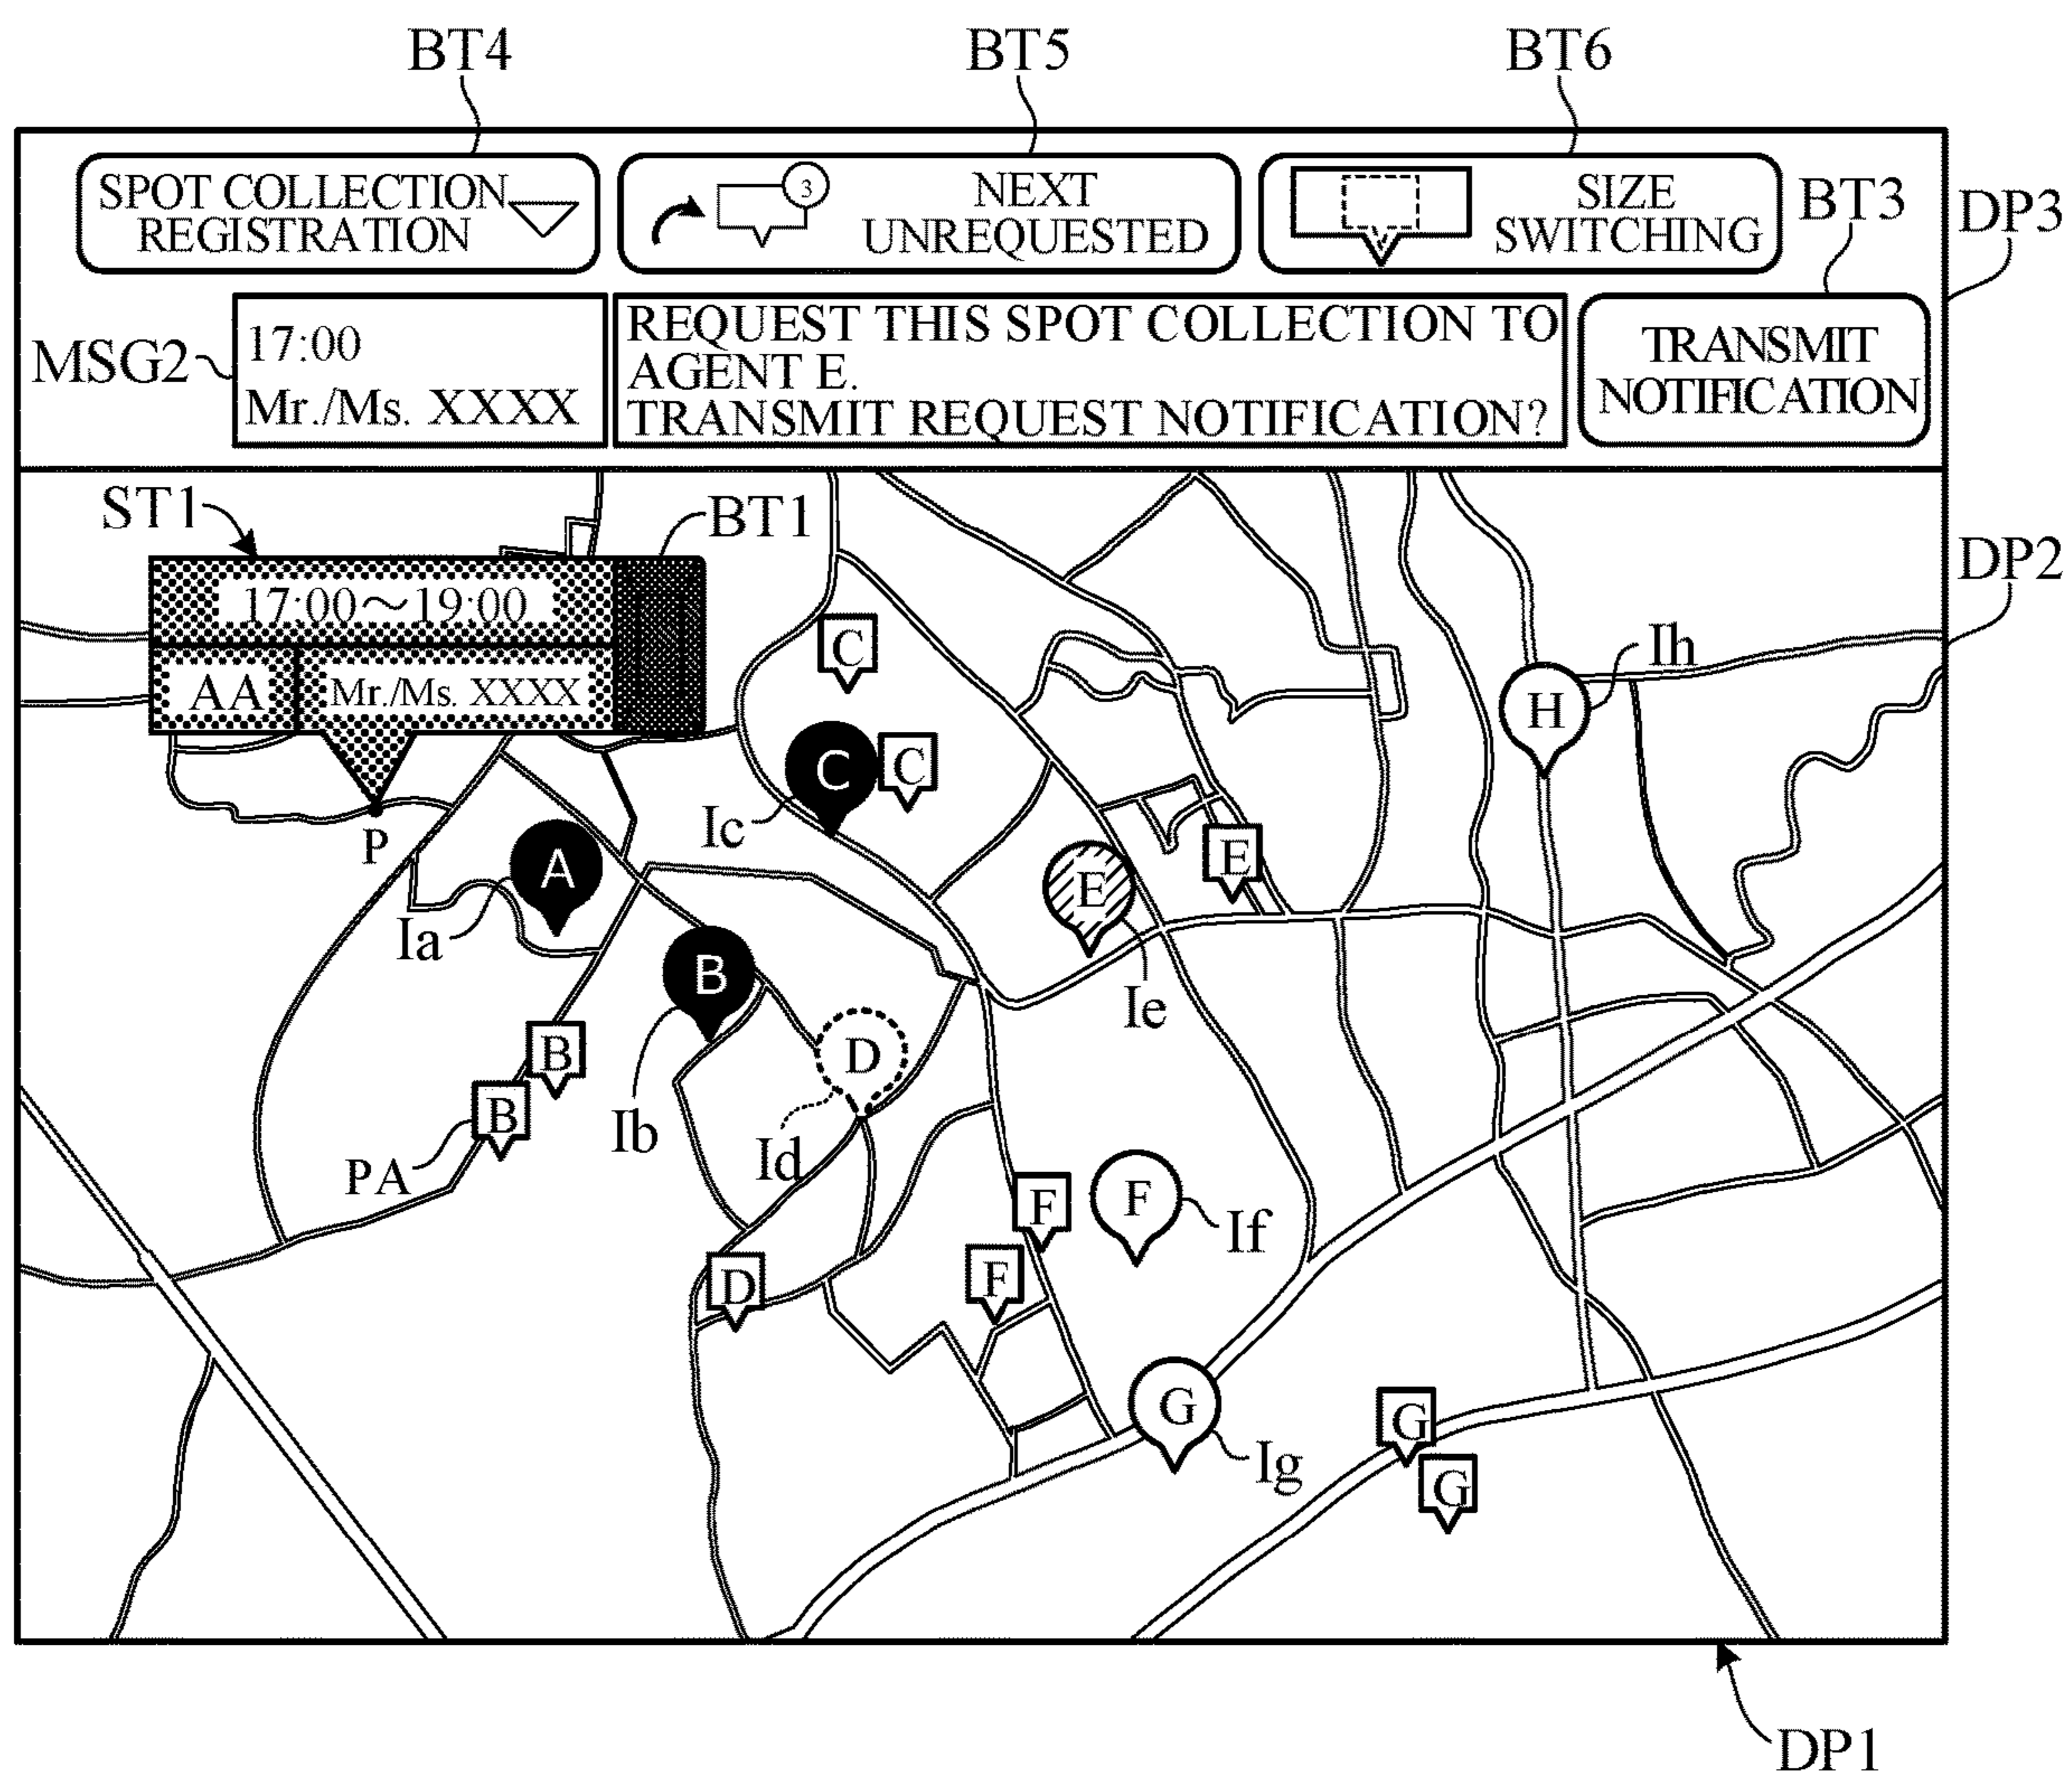 BT4
BT5
BT6
SPOT COLLECTION
REGISTRATION
3
NEXT
UNREQUESTED
SIZE
SWITCHING
BT3
DP3
MSG2
17:00
Mr./Ms. XXXX
REQUEST THIS SPOT COLLECTION TO
AGENT E.
TRANSMIT REQUEST NOTIFICATION?
TRANSMIT
NOTIFICATION
ST1
BT1
DP2
17:00～19:00
AA
Mr./Ms. XXXX
C
Ih
H
C
C
Ic
P
A
E
E
Ia
B
Ie
B
D
B
Ib
Id
PA
F
F
If
F
D
G
G
Ig
G
DP1